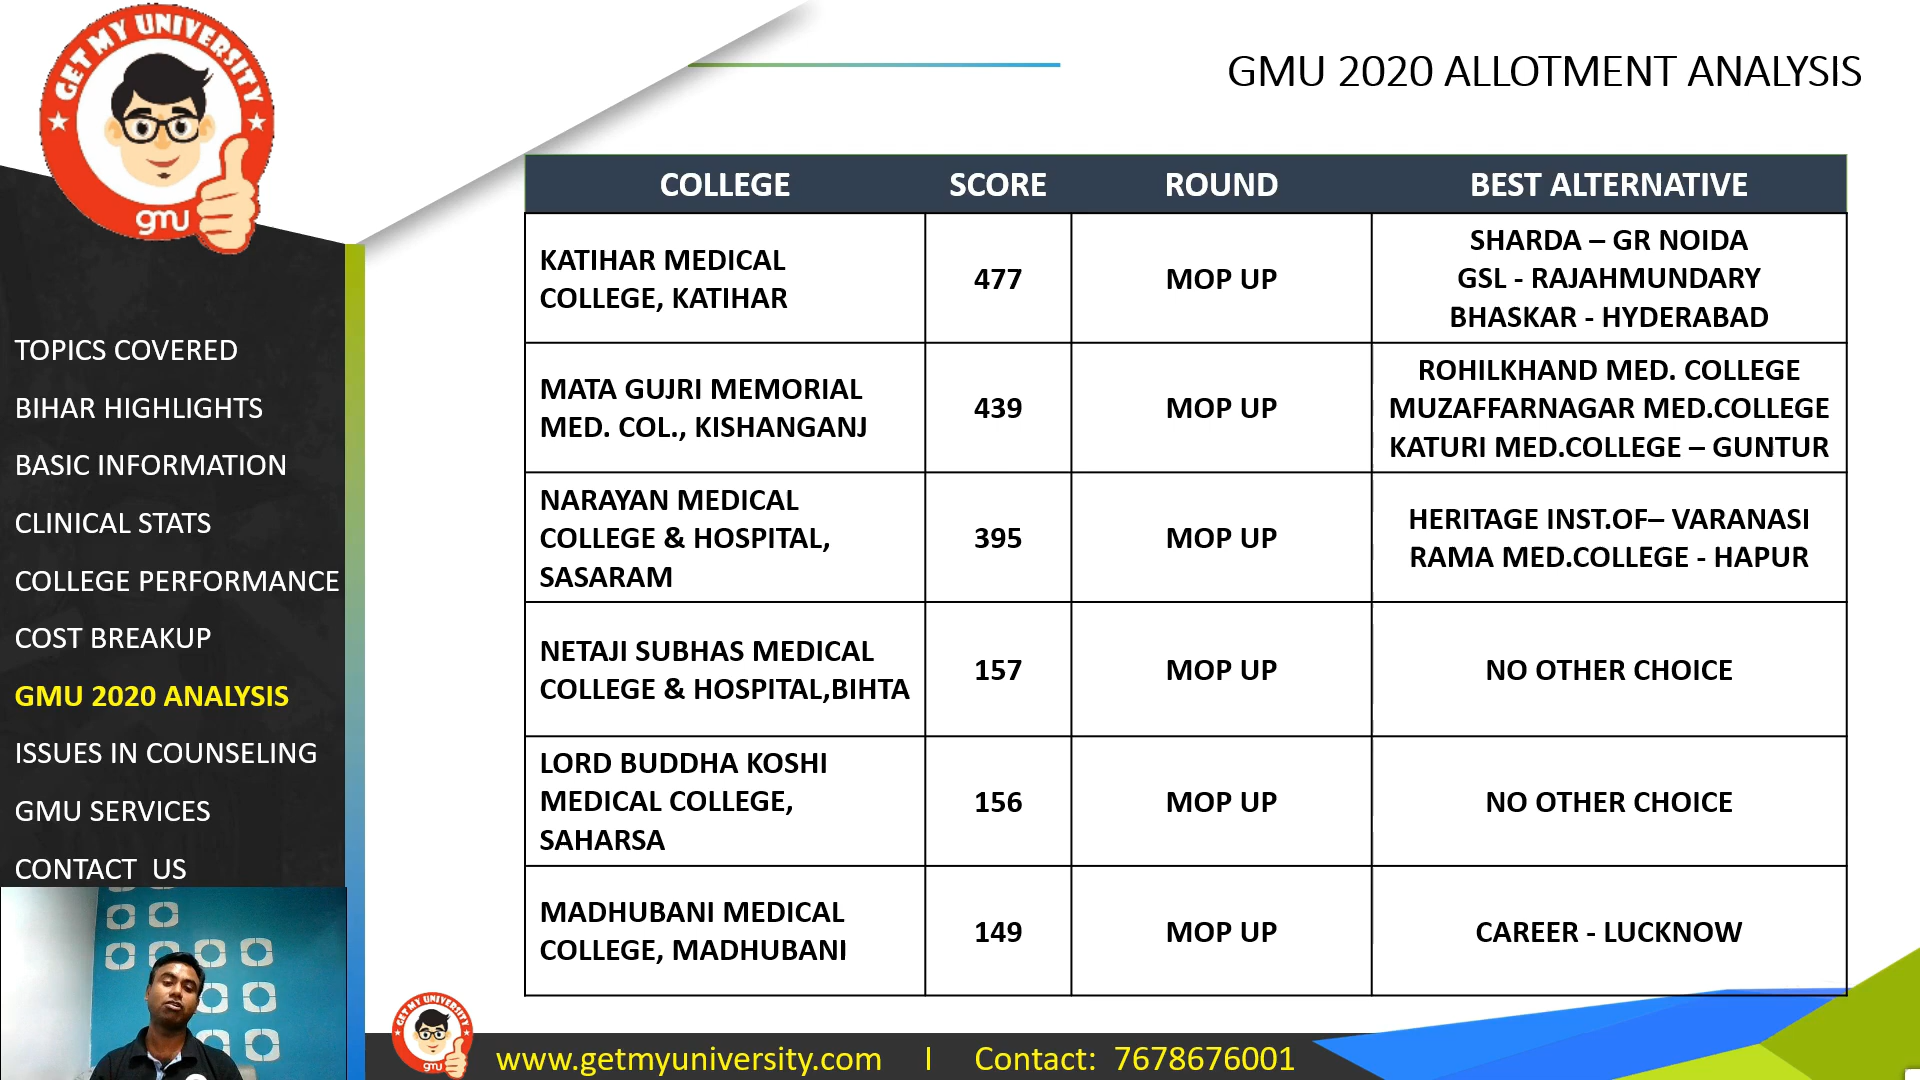 GET MY UNIVERSITY
gmu
GMU 2020 ALLOTMENT ANALYSIS
TOPICS COVERED
BIHAR HIGHLIGHTS
BASIC INFORMATION
CLINICAL STATS
COLLEGE PERFORMANCE
COST BREAKUP
GMU 2020 ANALYSIS
ISSUES IN COUNSELING
GMU SERVICES
CONTACT US
COLLEGE SCORE ROUND BEST ALTERNATIVE
KATIHAR MEDICAL
COLLEGE, KATIHAR
477
MOP UP
SHARDA – GR NOIDA
GSL - RAJAHMUNDARY
BHASKAR - HYDERABAD
MATA GUJRI MEMORIAL
MED. COL., KISHANGANJ
439
MOP UP
ROHILKHAND MED. COLLEGE
MUZAFFARNAGAR MED.COLLEGE
KATURI MED.COLLEGE – GUNTUR
NARAYAN MEDICAL
COLLEGE & HOSPITAL,
SASARAM
395
MOP UP
HERITAGE INST.OF– VARANASI
RAMA MED.COLLEGE - HAPUR
NETAJI SUBHAS MEDICAL
COLLEGE & HOSPITAL,BIHTA
157
MOP UP
NO OTHER CHOICE
LORD BUDDHA KOSHI
MEDICAL COLLEGE,
SAHARSA
156
MOP UP
NO OTHER CHOICE
MADHUBANI MEDICAL
COLLEGE, MADHUBANI
149
MOP UP
CAREER - LUCKNOW
GET MY UNIVERSITY
gmu
www.getmyuniversity.com I Contact: 7678676001